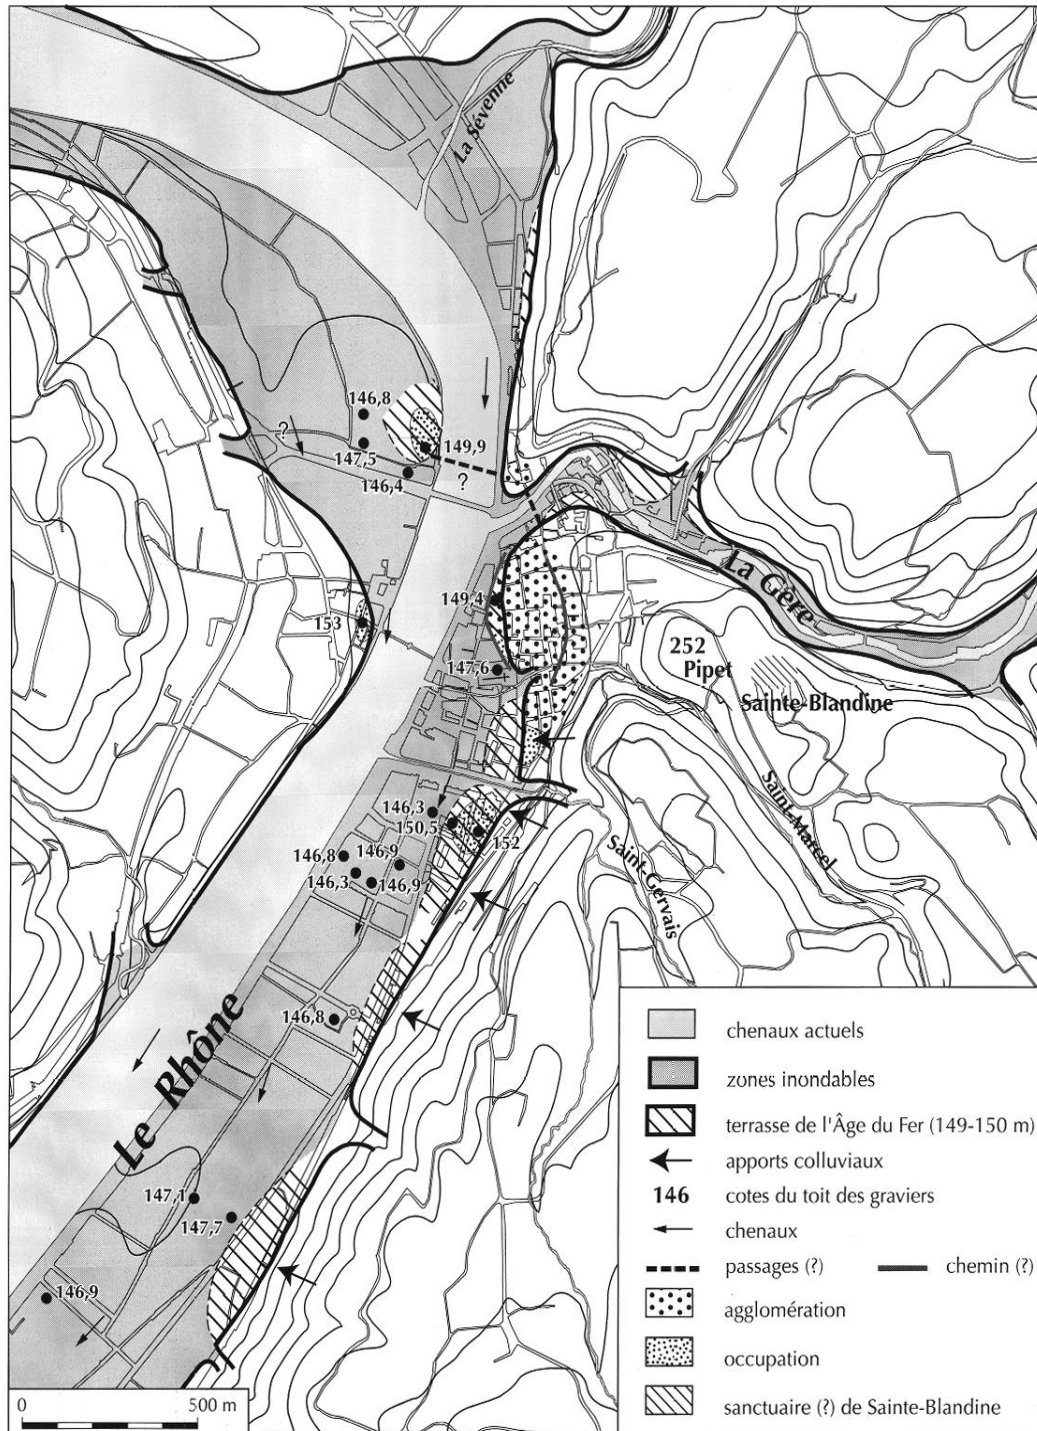 La Sévenne
146,8
?
147,5
149,9
146,4
?
La Gère
149,4
153
252
Pipet
147,6
Sainte-Blandine
Saint-Marcel
146,3
150,5
152
146,9
146,8
146,3
146,9
Saint-Gervais
Le Rhône
146,8
147,1
147,7
146,9
0 500 m
chenaux actuels
zones inondables
terrasse de l'Âge du Fer (149-150 m)
apports colluviaux
146 cotes du toit des graviers
chenaux
passages (?) chemin (?)
agglomération
occupation
sanctuaire (?) de Sainte-Blandine